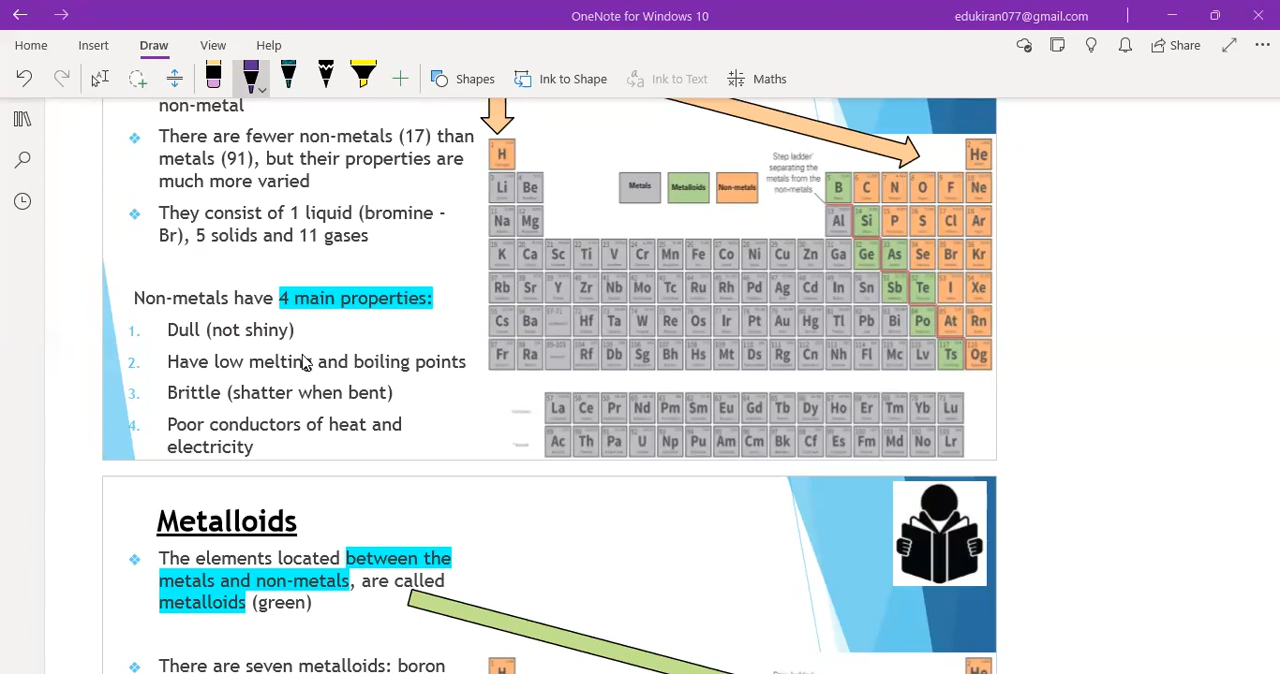 OneNote for Windows 10
edukiran077@gmail.com
Home Insert Draw View Help
Share
Shapes Ink to Shape Ink to Text Maths
non-metal
There are fewer non-metals (17) than
metals (91), but their properties are
much more varied
They consist of 1 liquid (bromine -
Br), 5 solids and 11 gases
Non-metals have 4 main properties:
1. Dull (not shiny)
2. Have low melting and boiling points
3. Brittle (shatter when bent)
4. Poor conductors of heat and
electricity
Step ladder'
separating the
metals from the
non-metals
Metals Metalloids Non-metals
H He
Li Be B C N O F Ne
Na Mg Al Si P S Cl Ar
K Ca Sc Ti V Cr Mn Fe Co Ni Cu Zn Ga Ge As Se Br Kr
Rb Sr Y Zr Nb Mo Tc Ru Rh Pd Ag Cd In Sn Sb Te I Xe
Cs Ba Hf Ta W Re Os Ir Pt Au Hg Tl Pb Bi Po At Rn
Fr Ra Rf Db Sg Bh Hs Mt Ds Rg Cn Nh Fl Mc Lv Ts Og
La Ce Pr Nd Pm Sm Eu Gd Tb Dy Ho Er Tm Yb Lu
Ac Th Pa U Np Pu Am Cm Bk Cf Es Fm Md No Lr
Metalloids
The elements located between the
metals and non-metals, are called
metalloids (green)
There are seven metalloids: boron
H He